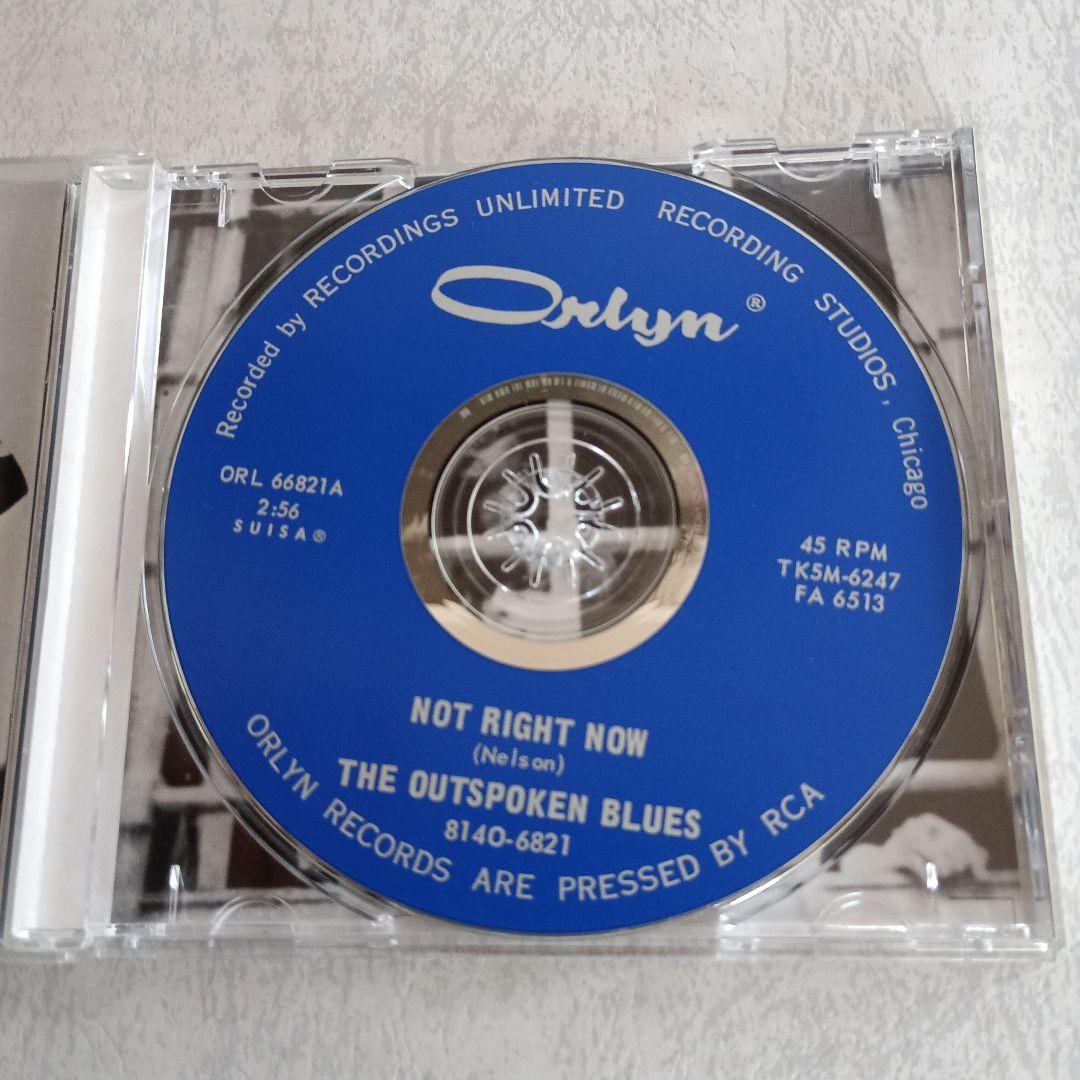 Recorded by RECORDINGS UNLIMITED RECORDING STUDIOS, Chicago
Orlyn ®
ORL 66821A
2:56
SUISA®
45 RPM
TK5M-6247
FA 6513
NOT RIGHT NOW
(Nelson)
THE OUTSPOKEN BLUES
8140-6821
ORLYN RECORDS ARE PRESSED BY RCA